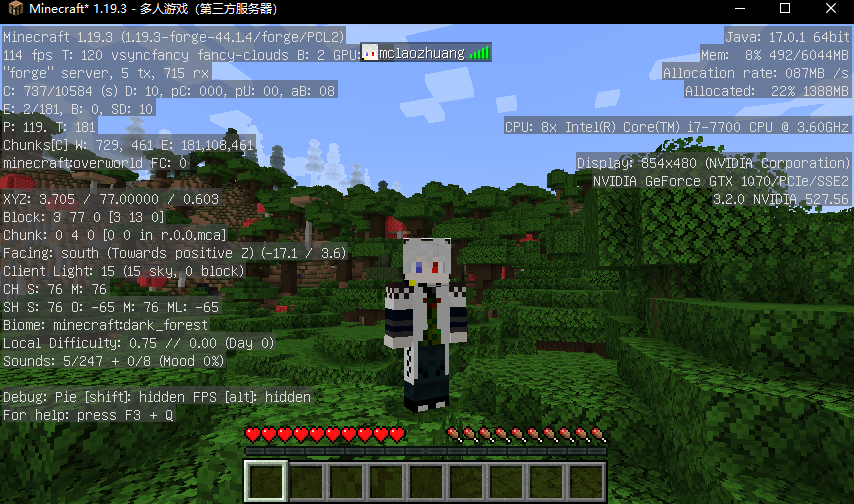 Minecraft* 1.19.3 - 多人游戏（第三方服务器）
Minecraft 1.19.3 (1.19.3-forge-44.1.4/forge/PCL2)
114 fps T: 120 vsyncfancy fancy-clouds B: 2 GPU:
mclaozhuang
"forge" server, 5 tx, 715 rx
C: 737/10584 (s) D: 10, pC: 000, pU: 00, aB: 08
E: 2/181, B: 0, SD: 10
P: 119. T: 181
Chunks[C] W: 729, 461 E: 181,108,461
minecraft:overworld FC: 0
XYZ: 3.705 / 77.00000 / 0.603
Block: 3 77 0 [3 13 0]
Chunk: 0 4 0 [0 0 in r.0.0.mca]
Facing: south (Towards positive Z) (-17.1 / 3.6)
Client Light: 15 (15 sky, 0 block)
CH S: 76 M: 76
SH S: 76 O: -65 M: 76 ML: -65
Biome: minecraft:dark_forest
Local Difficulty: 0.75 // 0.00 (Day 0)
Sounds: 5/247 + 0/8 (Mood 0%)
Debug: Pie [shift]: hidden FPS [alt]: hidden
For help: press F3 + Q
Java: 17.0.1 64bit
Mem: 8% 492/6044MB
Allocation rate: 087MB /s
Allocated: 22% 1388MB
CPU: 8x Intel(R) Core(TM) i7-7700 CPU @ 3.60GHz
Display: 854x480 (NVIDIA Corporation)
NVIDIA GeForce GTX 1070/PCIe/SSE2
3.2.0 NVIDIA 527.56